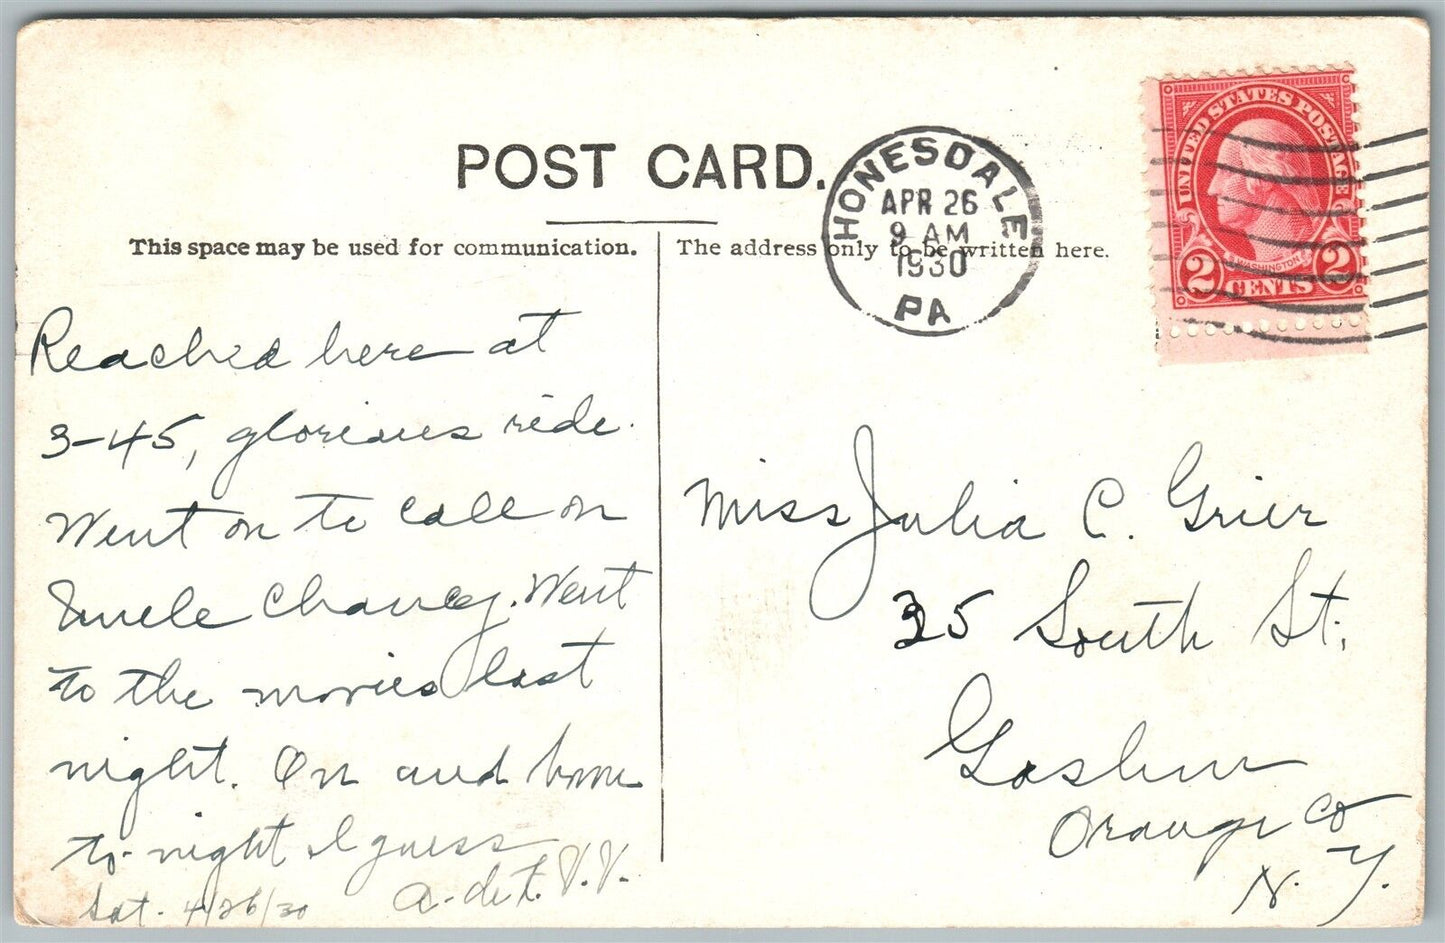 POST CARD.
This space may be used for communication.
The address only to be written here.
HONESDALE
APR 26
9 AM
1930
PA
UNITED STATES POSTAGE
WASHINGTON
2 CENTS 2
Reached here at
3-45, glorious ride.
Went on to call on
Uncle Chancey. Went
to the movies last
night. On and home
to-night I guess
Sat. 4/26/30
Miss Julia C. Grier
35 South St.
Goshen
Orange Co
N. Y.